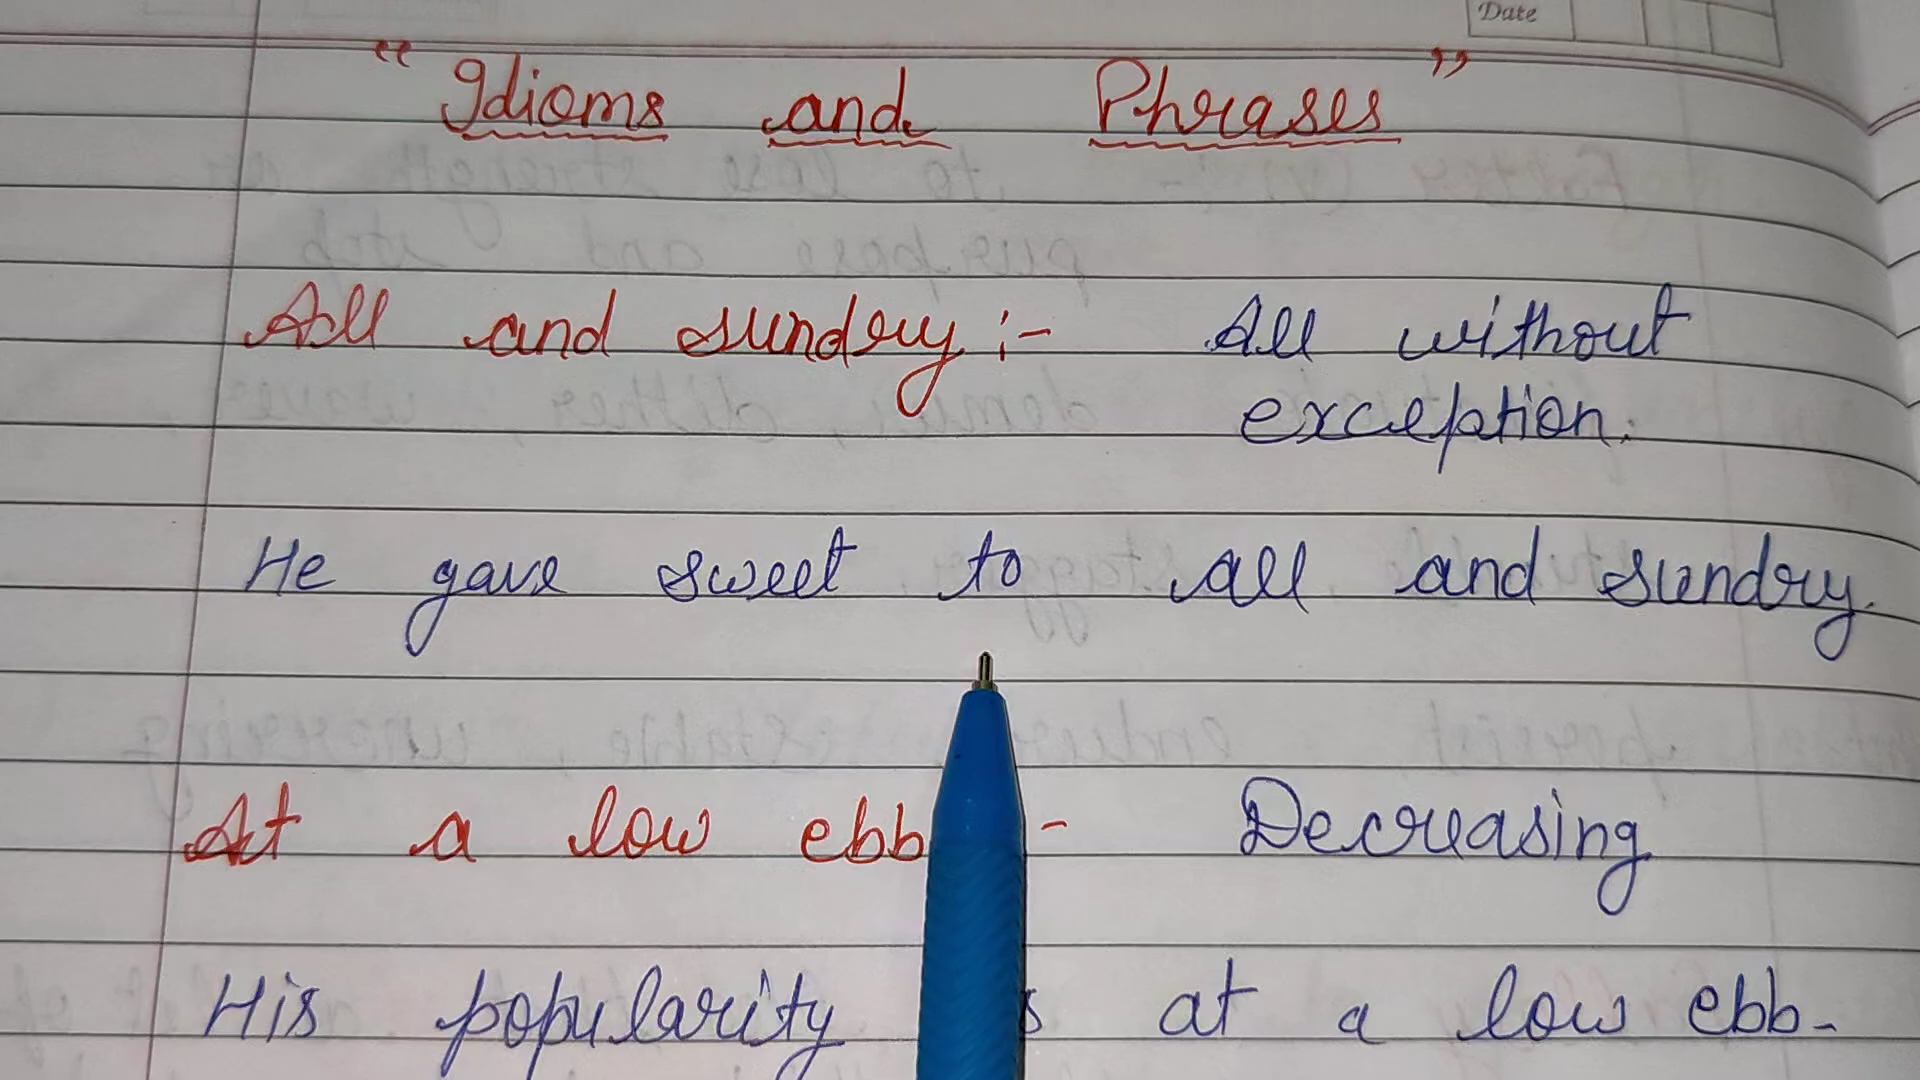 Date
"Idioms and Phrases"
All and sundry :- All without
exception.
He gave sweet to all and sundry.
At a low ebb - Decreasing
His popularity at a low ebb.